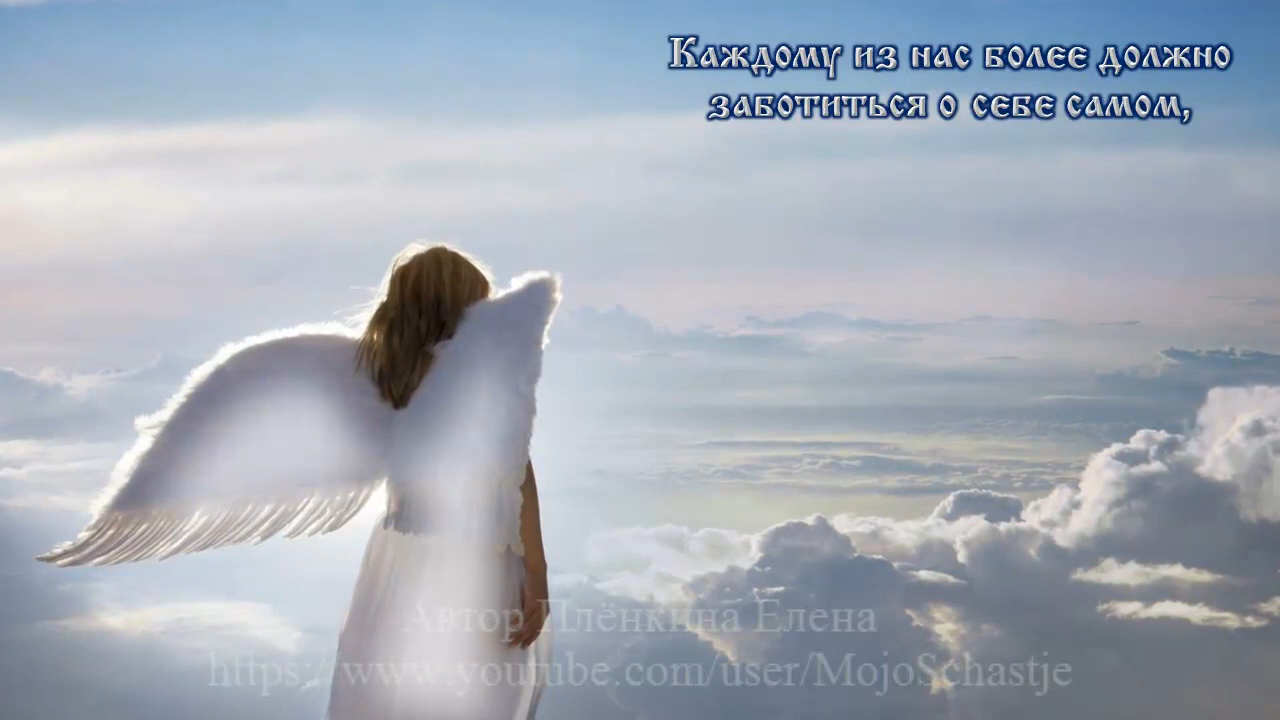 Каждому из нас более должно
заботиться о себе самом,
Автор Плёнкина Елена
https://www.youtube.com/user/MojoSchastje